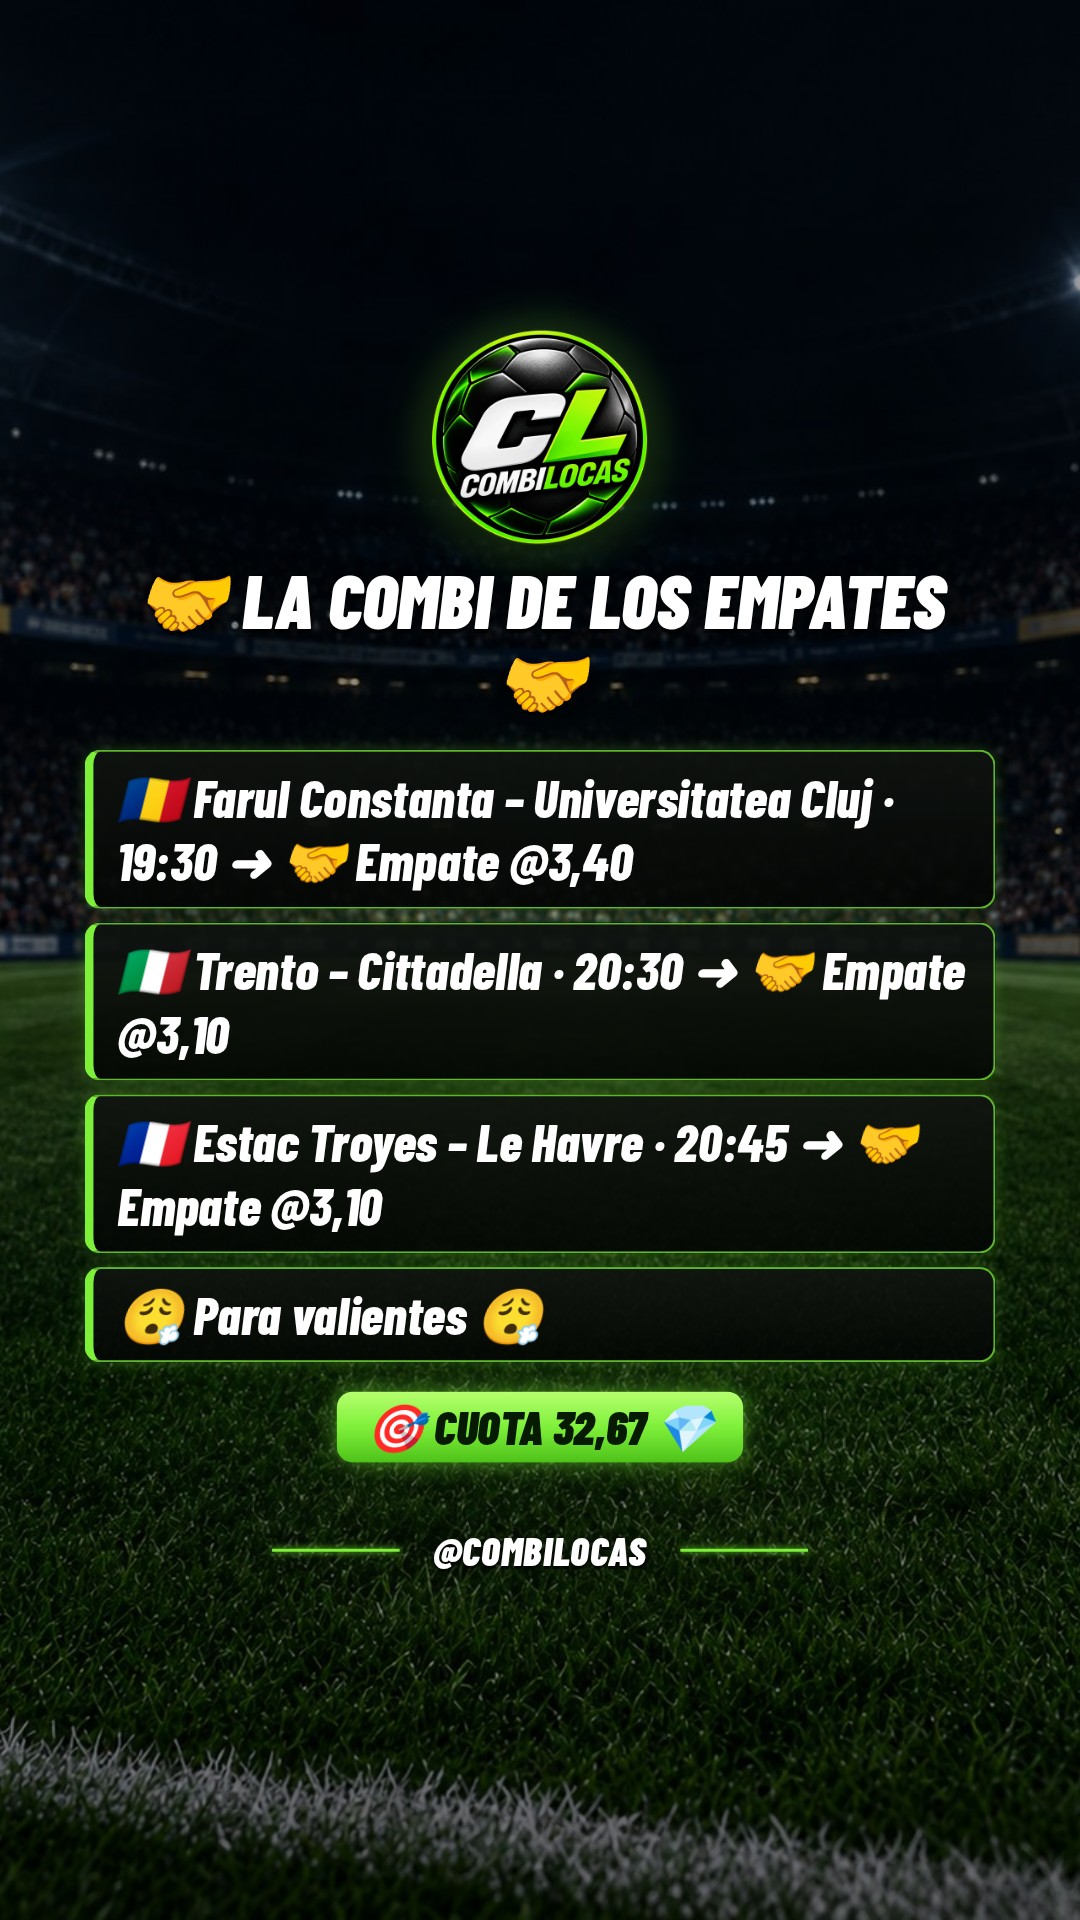 CL
COMBILOCAS
🤝 LA COMBI DE LOS EMPATES
🤝
🇷🇴 Farul Constanta - Universitatea Cluj ·
19:30 → 🤝 Empate @3,40
🇮🇹 Trento - Cittadella · 20:30 → 🤝 Empate
@3,10
🇫🇷 Estac Troyes - Le Havre · 20:45 → 🤝
Empate @3,10
😮‍💨 Para valientes 😮‍💨
🎯 CUOTA 32,67 💎
@COMBILOCAS